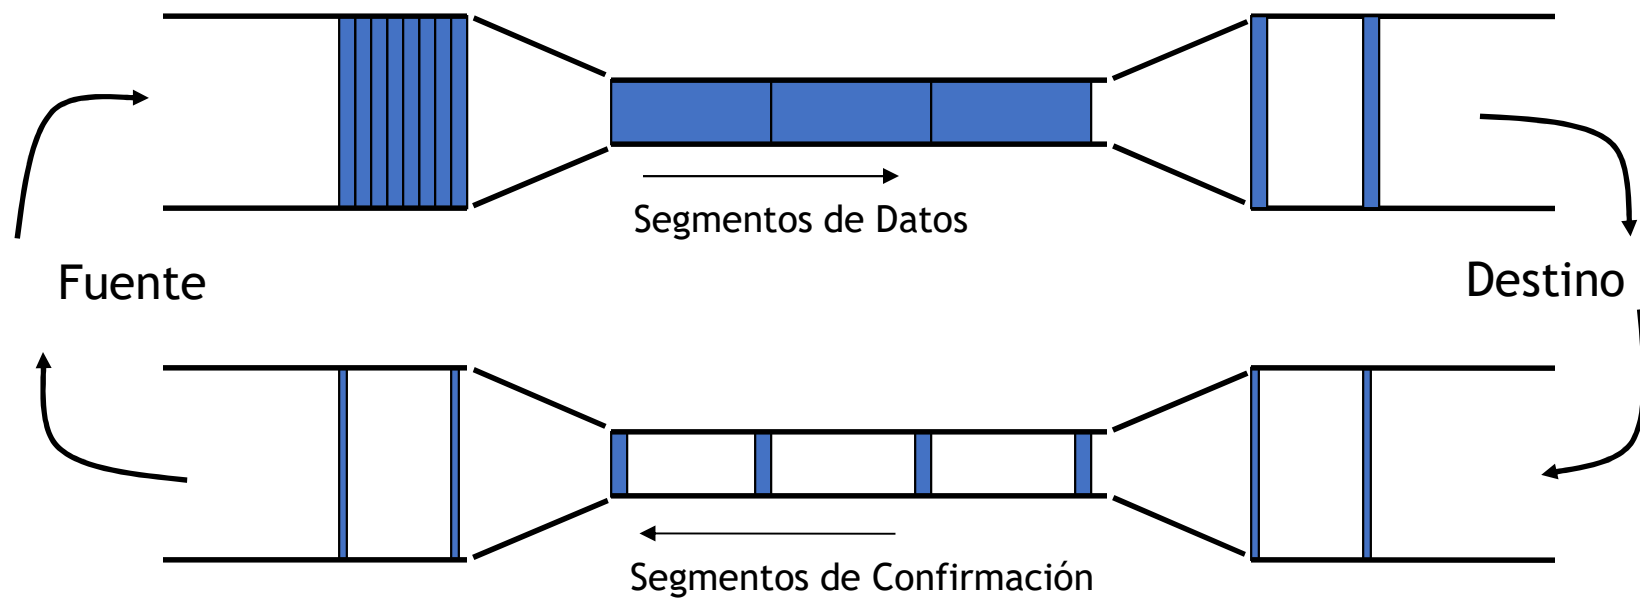 Segmentos de Datos
Fuente
Destino
Segmentos de Confirmación